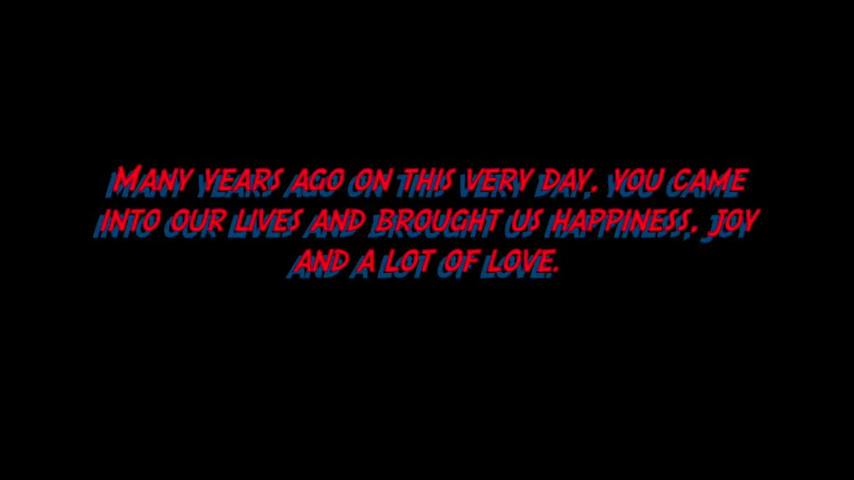 Many years ago on this very day, you came
into our lives and brought us happiness, joy
and a lot of love.